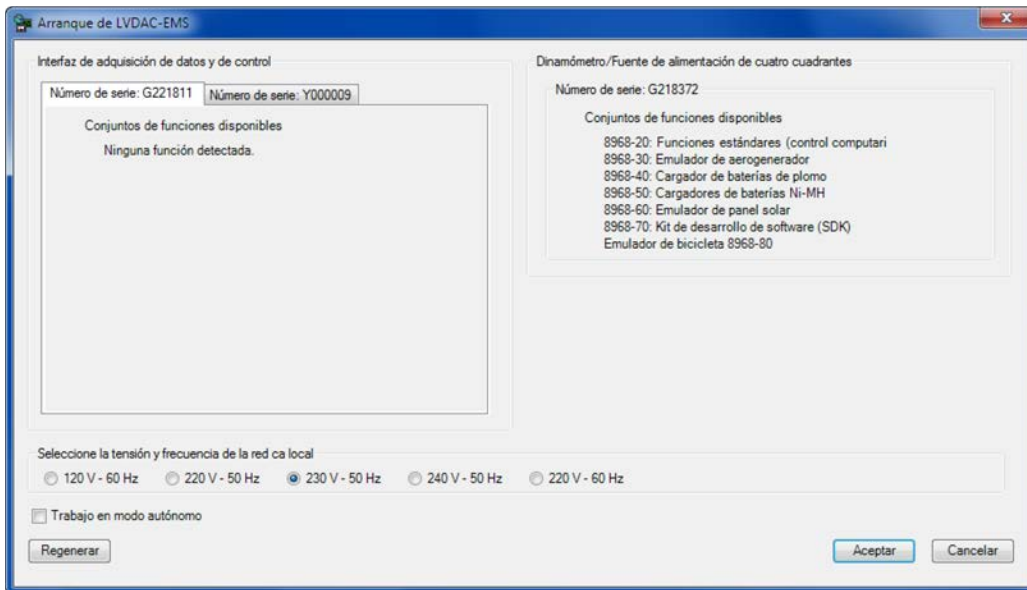 Arranque de LVDAC-EMS
Interfaz de adquisición de datos y de control
Número de serie: G221811
Número de serie: Y000009
Conjuntos de funciones disponibles
Ninguna función detectada.
Dinamómetro/Fuente de alimentación de cuatro cuadrantes
Número de serie: G218372
Conjuntos de funciones disponibles
8968-20: Funciones estándares (control computari
8968-30: Emulador de aerogenerador
8968-40: Cargador de baterías de plomo
8968-50: Cargadores de baterías Ni-MH
8968-60: Emulador de panel solar
8968-70: Kit de desarrollo de software (SDK)
Emulador de bicicleta 8968-80
Seleccione la tensión y frecuencia de la red ca local
120 V - 60 Hz
220 V - 50 Hz
230 V - 50 Hz
240 V - 50 Hz
220 V - 60 Hz
Trabajo en modo autónomo
Regenerar
Aceptar
Cancelar